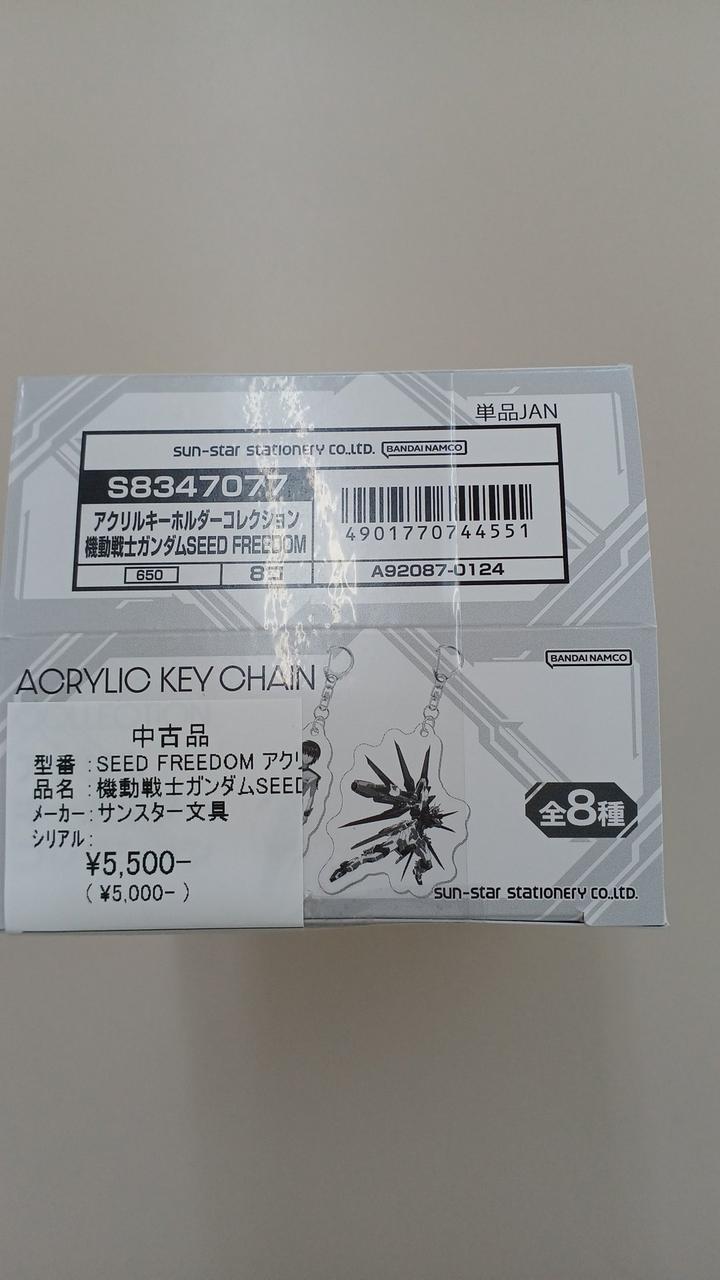 単品JAN
sun-star stationery co.,ltd. BANDAI NAMCO
S8347077
アクリルキーホルダーコレクション
機動戦士ガンダムSEED FREEDOM
4901770744551
650
8コ
A92087-0124
ACRYLIC KEY CHAIN
BANDAI NAMCO
中古品
型番 :SEED FREEDOM アクリ
品名 :機動戦士ガンダムSEED
メーカー:サンスター文具
シリアル:
¥5,500-
(¥5,000-)
全8種
sun-star stationery co.,ltd.